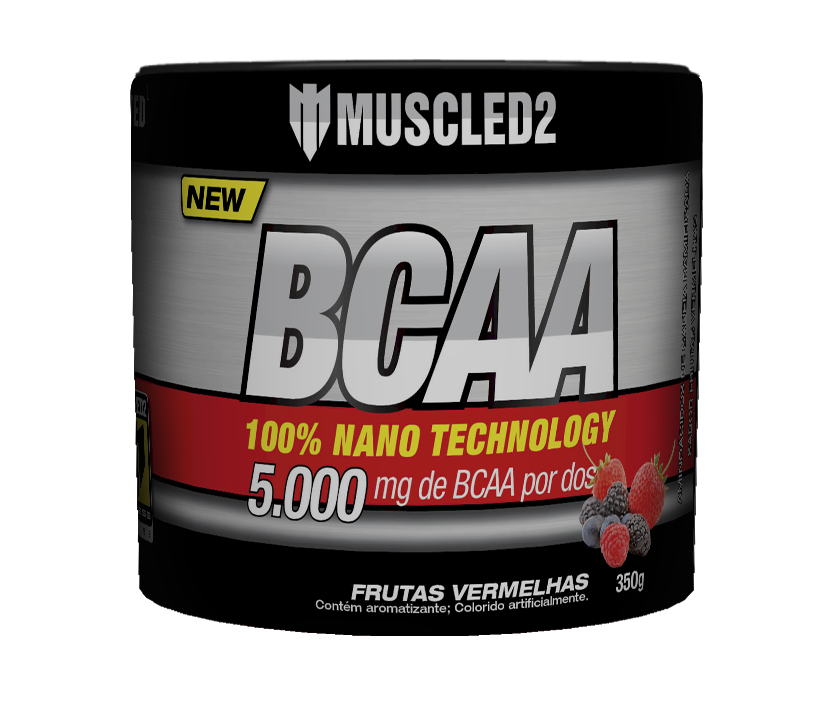 MUSCLED2
NEW
BCAA
100% NANO TECHNOLOGY
5.000 mg de BCAA por dos
FRUTAS VERMELHAS
350g
Contém aromatizante; Colorido artificialmente.